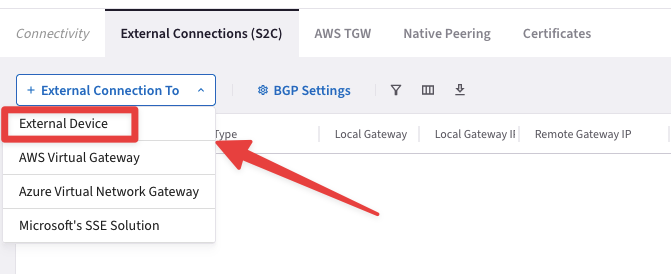 Connectivity External Connections (S2C) AWS TGW Native Peering Certificates
+ External Connection To BGP Settings
External Device Type Local Gateway Local Gateway II Remote Gateway IP
AWS Virtual Gateway
Azure Virtual Network Gateway
Microsoft's SSE Solution